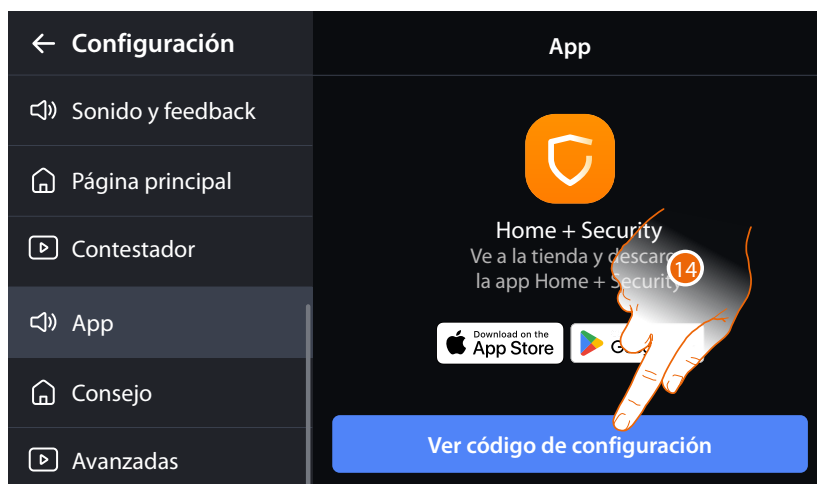 Configuración
Sonido y feedback
Página principal
Contestador
App
Consejo
Avanzadas
App
Home + Security
Ve a la tienda y descarga
la app Home + Security
14
Download on the
App Store
Ver código de configuración